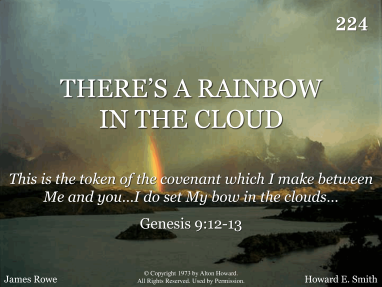 224
THERE'S A RAINBOW
IN THE CLOUD
This is the token of the covenant which I make between
Me and you...I do set My bow in the clouds...
Genesis 9:12-13
James Rowe
© Copyright 1973 by Alton Howard.
All Rights Reserved. Used by Permission.
Howard E. Smith